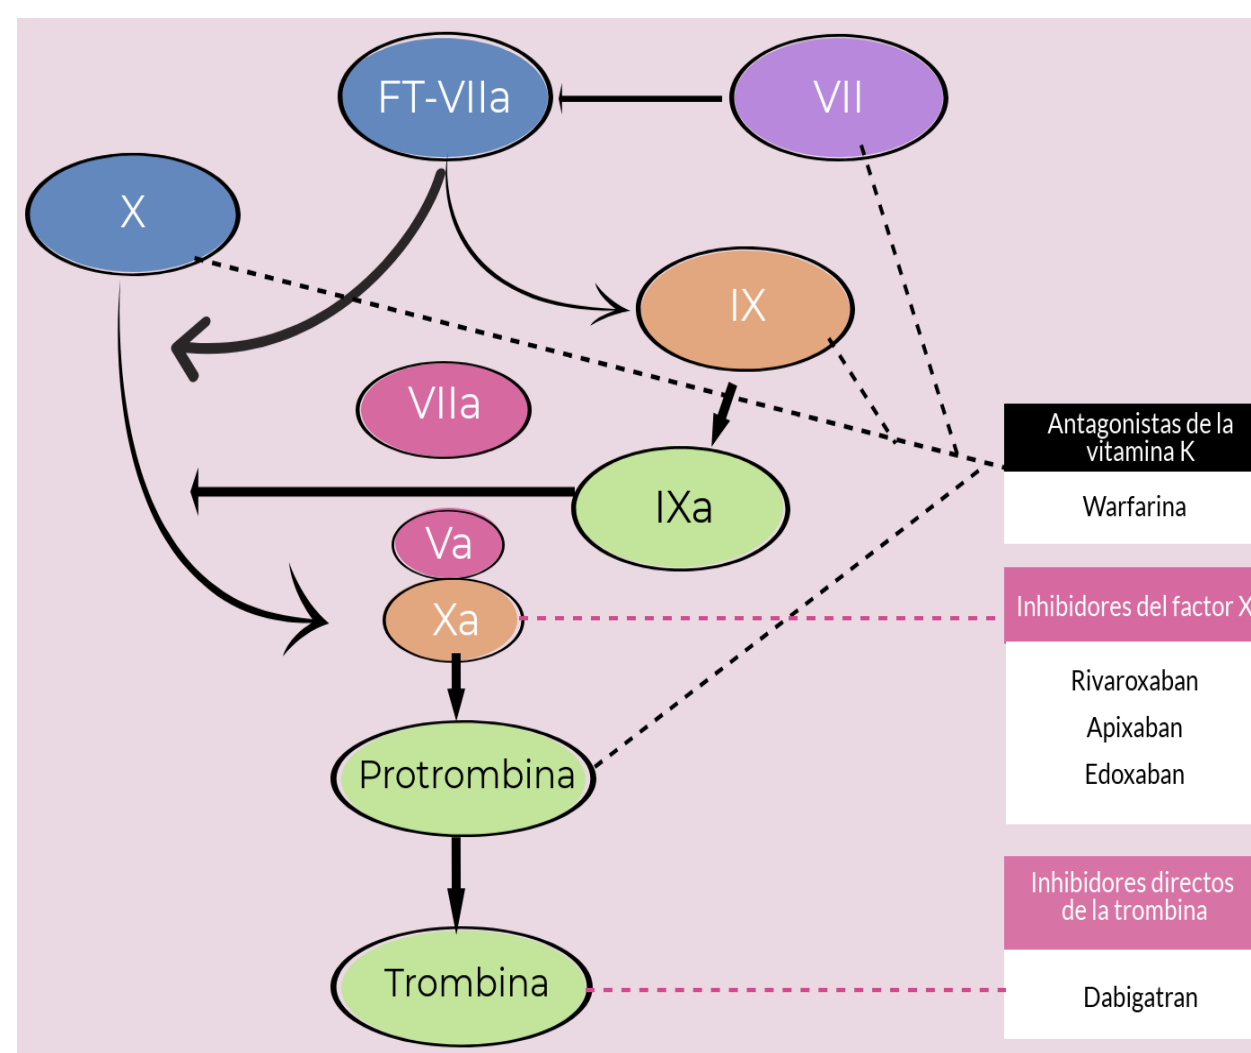 FT-VIIa
VII
X
IX
VIIa
IXa
Va
Xa
Protrombina
Trombina
Antagonistas de la
vitamina K
Warfarina
Inhibidores del factor X
Rivaroxaban
Apixaban
Edoxaban
Inhibidores directos
de la trombina
Dabigatran